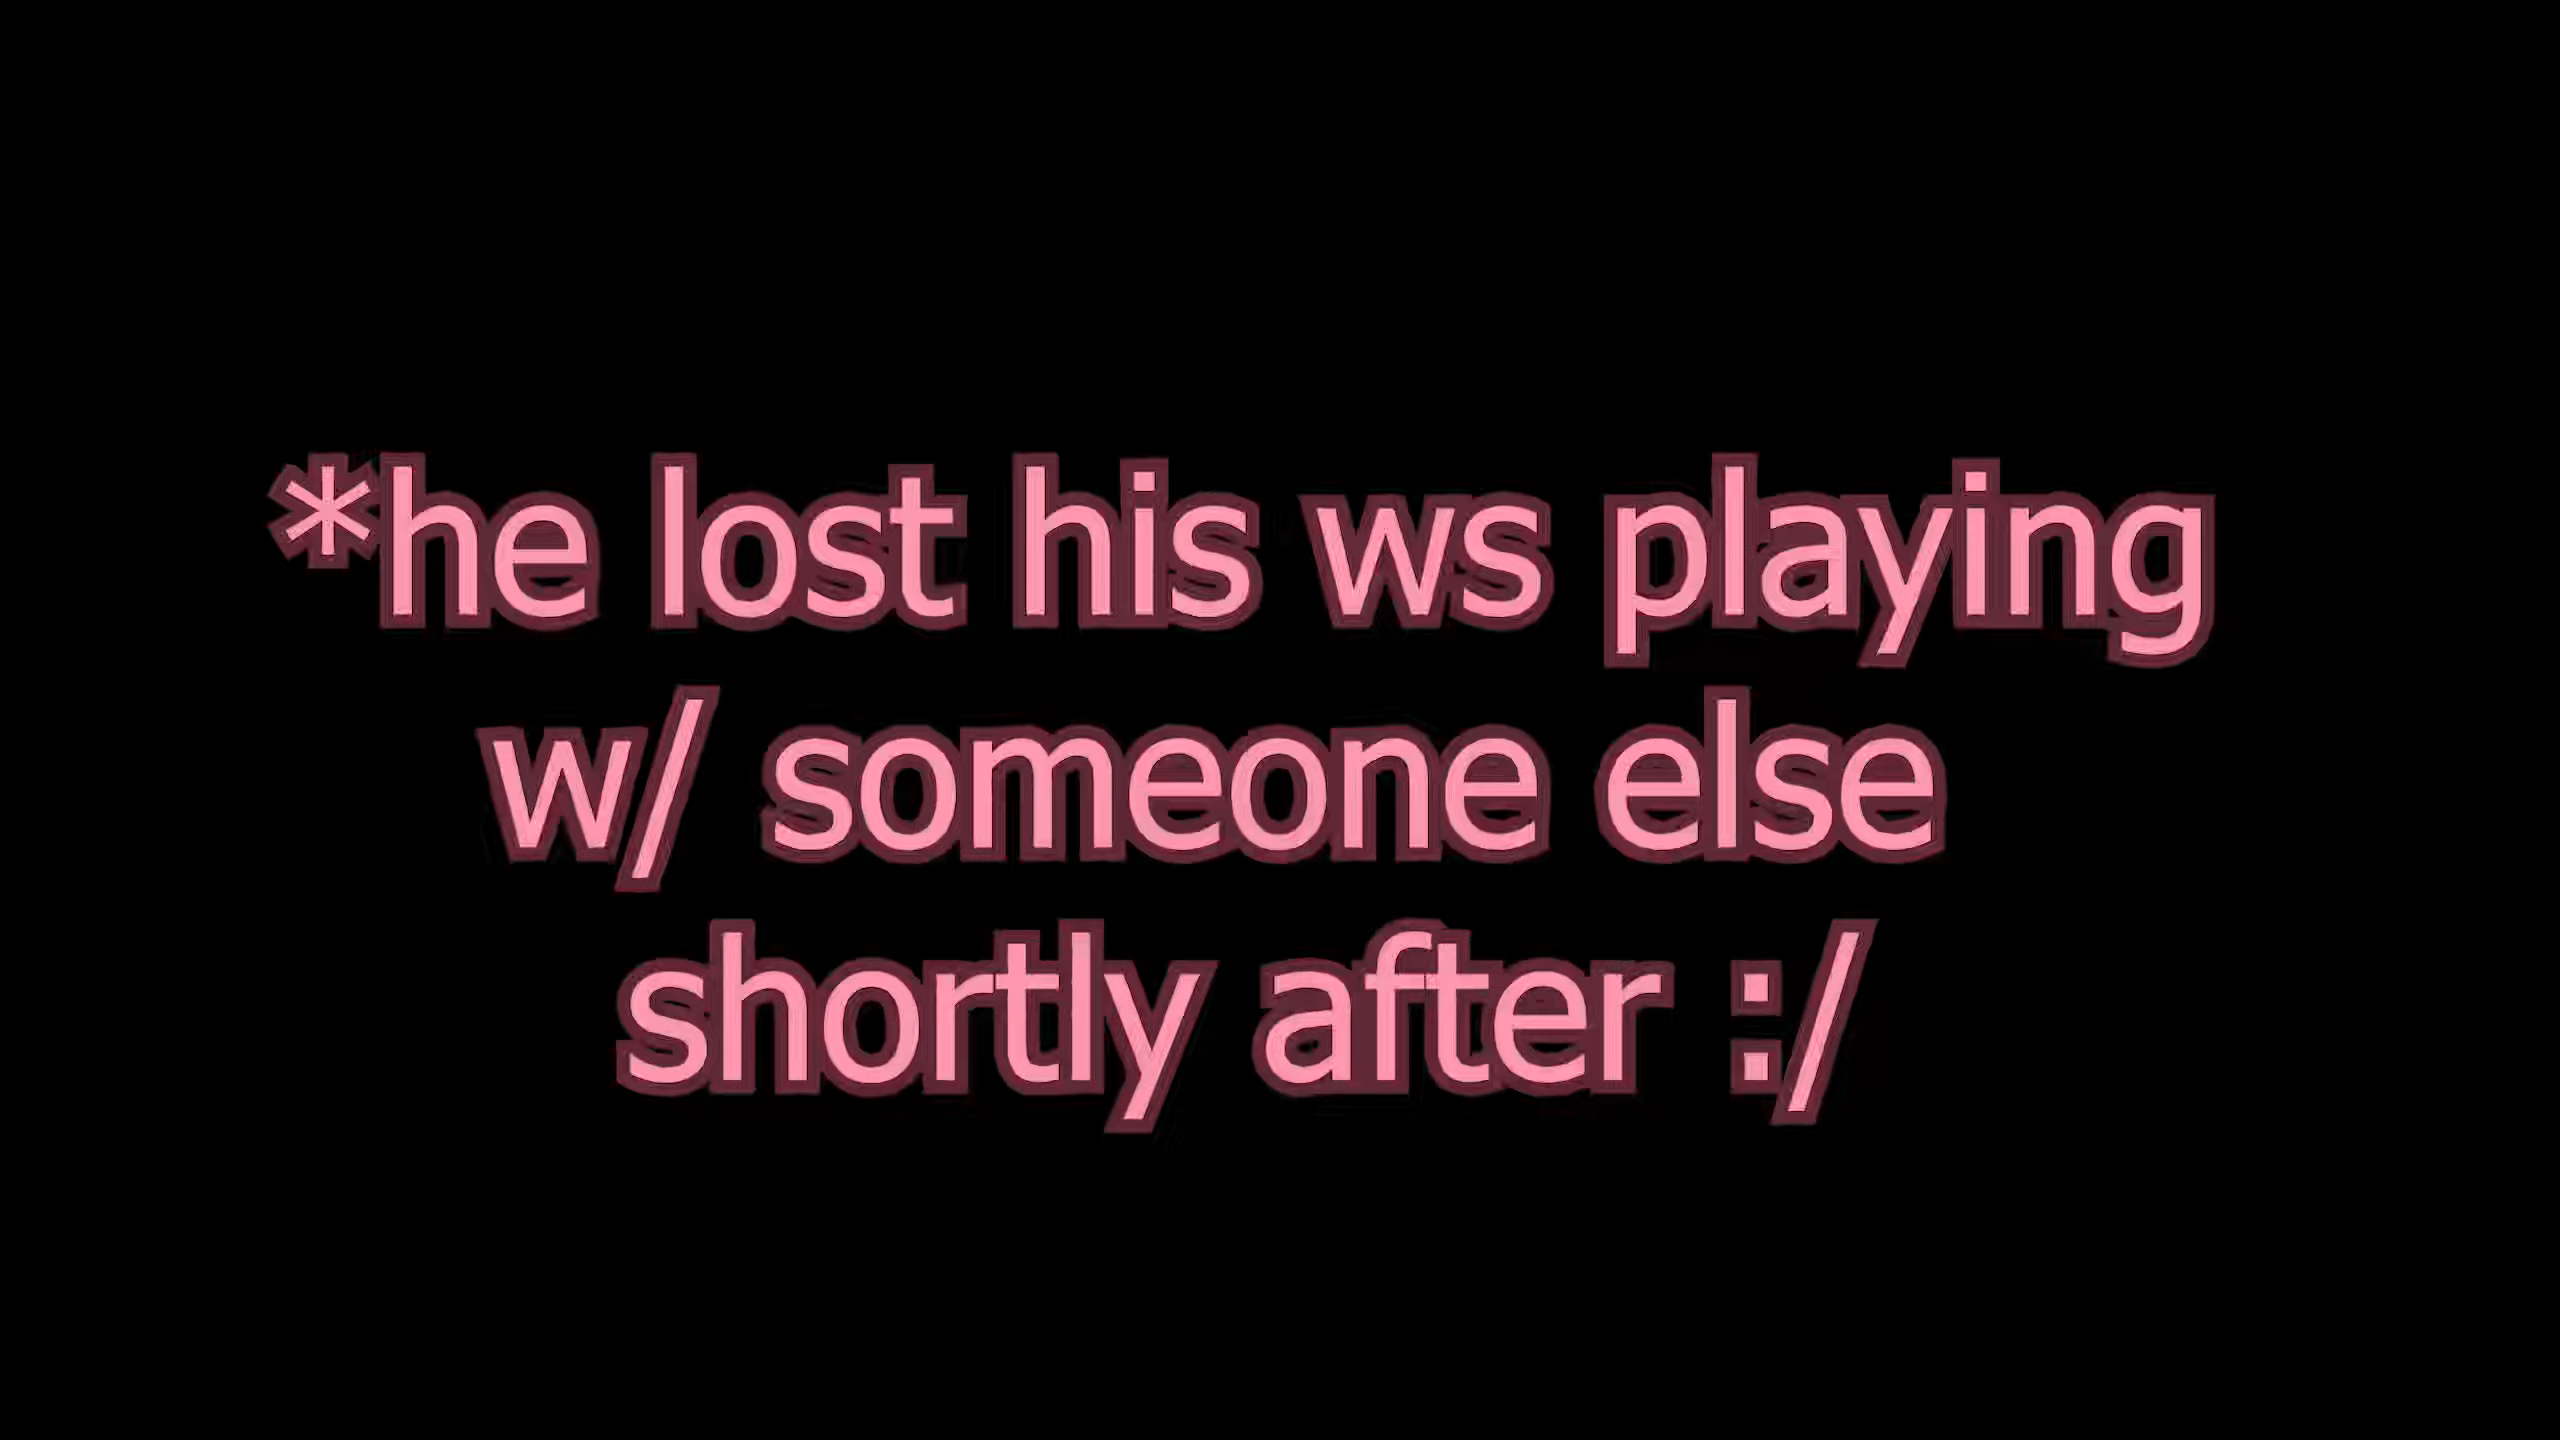 *he lost his ws playing
w/ someone else
shortly after :/